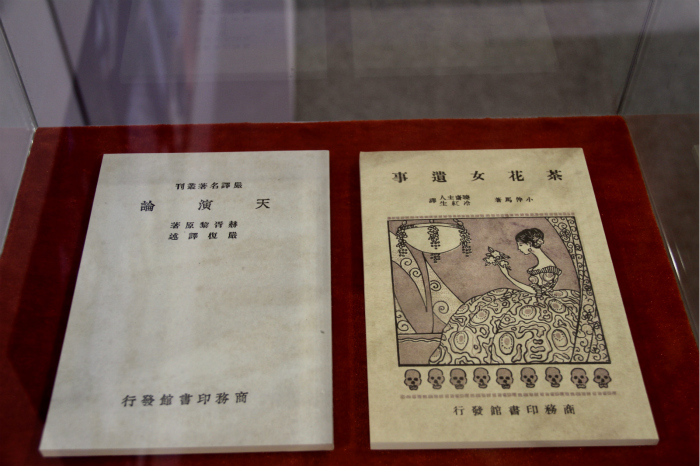 嚴譯名著叢刊
天演論
赫胥黎原著
嚴復譯述
商務印書館發行
茶花女遺事
小仲馬著
曉齋主人
冷紅生
譯
商務印書館發行